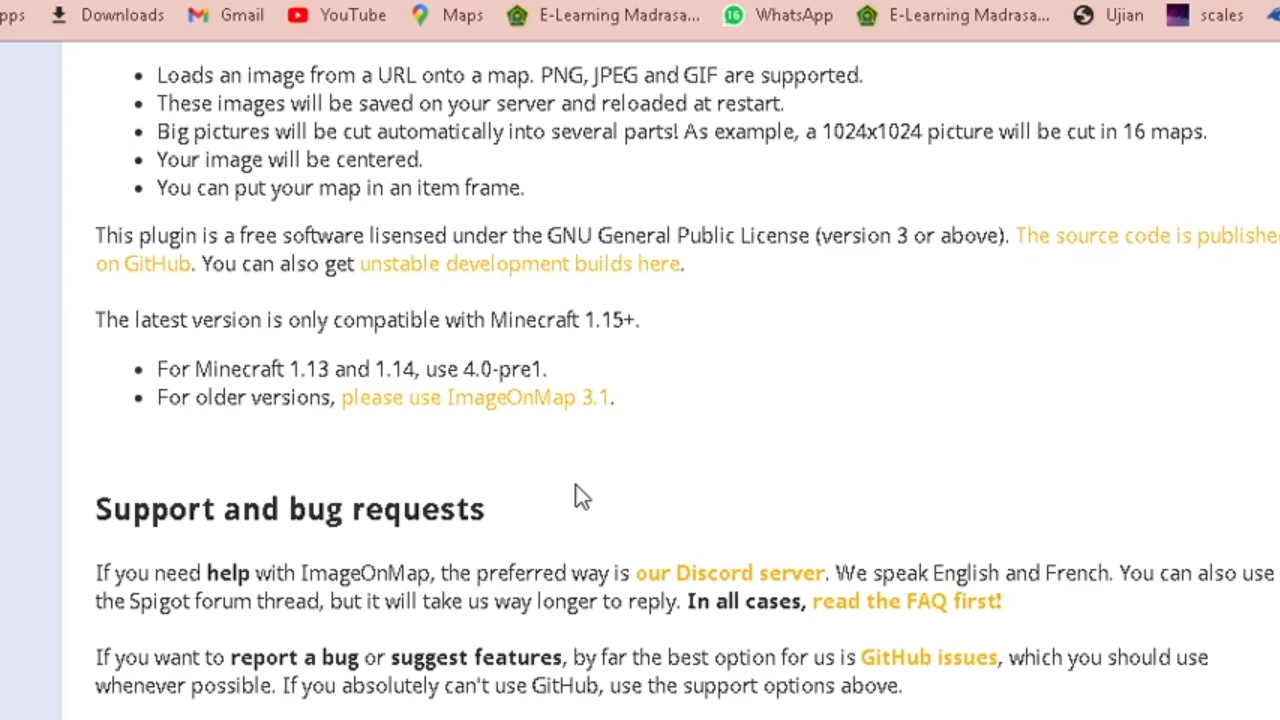 pps Downloads Gmail YouTube Maps E-Learning Madrasa... 16 WhatsApp E-Learning Madrasa... Ujian scales
• Loads an image from a URL onto a map. PNG, JPEG and GIF are supported.
• These images will be saved on your server and reloaded at restart.
• Big pictures will be cut automatically into several parts! As example, a 1024x1024 picture will be cut in 16 maps.
• Your image will be centered.
• You can put your map in an item frame.
This plugin is a free software lisensed under the GNU General Public License (version 3 or above). The source code is publishe
on GitHub. You can also get unstable development builds here.
The latest version is only compatible with Minecraft 1.15+.
• For Minecraft 1.13 and 1.14, use 4.0-pre1.
• For older versions, please use ImageOnMap 3.1.
Support and bug requests
If you need help with ImageOnMap, the preferred way is our Discord server. We speak English and French. You can also use
the Spigot forum thread, but it will take us way longer to reply. In all cases, read the FAQ first!
If you want to report a bug or suggest features, by far the best option for us is GitHub issues, which you should use
whenever possible. If you absolutely can't use GitHub, use the support options above.